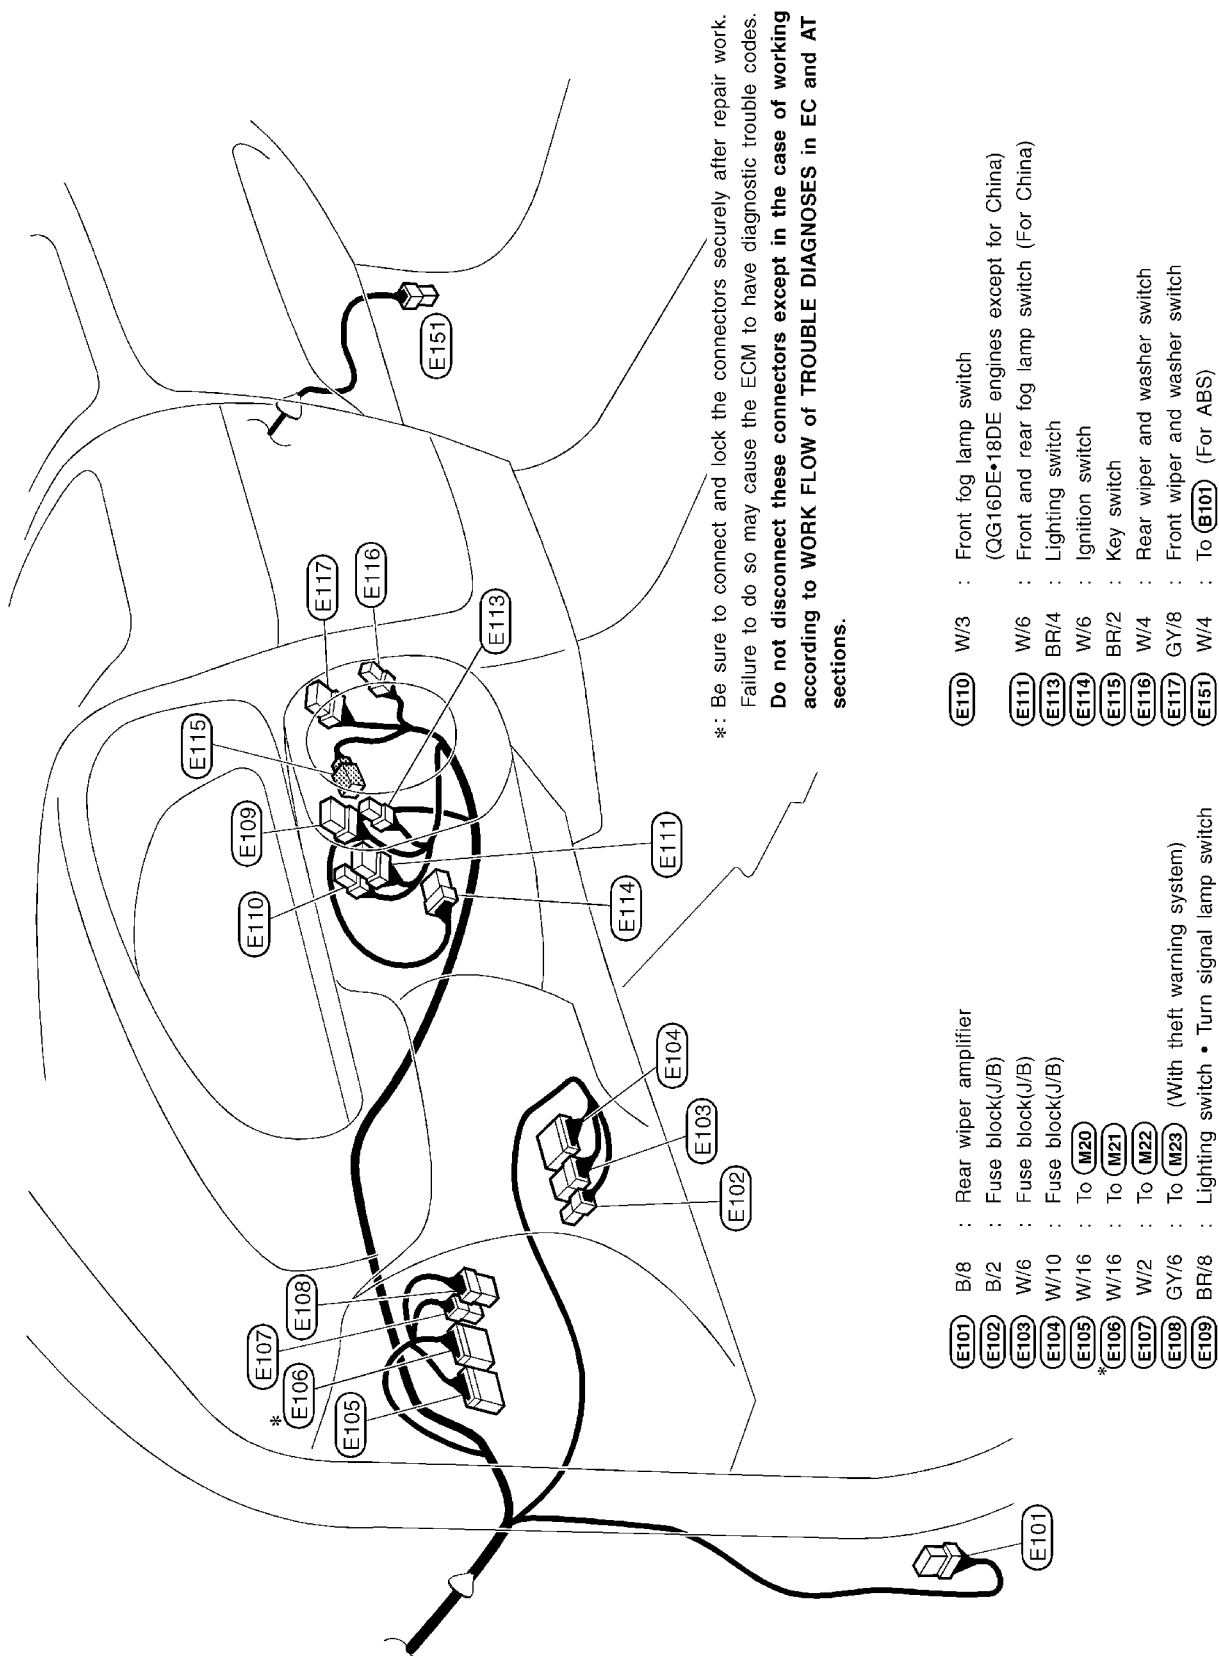 E101
E102
E103
E104
E105
*
E106
E107
E108
E109
E110
E111
E113
E114
E115
E116
E117
E151
*: Be sure to connect and lock the connectors securely after repair work.
Failure to do so may cause the ECM to have diagnostic trouble codes.
Do not disconnect these connectors except in the case of working
according to WORK FLOW of TROUBLE DIAGNOSES in EC and AT
sections.
E101 B/8 : Rear wiper amplifier
E102 B/2 : Fuse block(J/B)
E103 W/6 : Fuse block(J/B)
E104 W/10 : Fuse block(J/B)
E105 W/16 : To M20
*E106 W/16 : To M21
E107 W/2 : To M22
E108 GY/6 : To M23 (With theft warning system)
E109 BR/8 : Lighting switch • Turn signal lamp switch
E110 W/3 : Front fog lamp switch
(QG16DE•18DE engines except for China)
E111 W/6 : Front and rear fog lamp switch (For China)
E113 BR/4 : Lighting switch
E114 W/6 : Ignition switch
E115 BR/2 : Key switch
E116 W/4 : Rear wiper and washer switch
E117 GY/8 : Front wiper and washer switch
E151 W/4 : To B101 (For ABS)